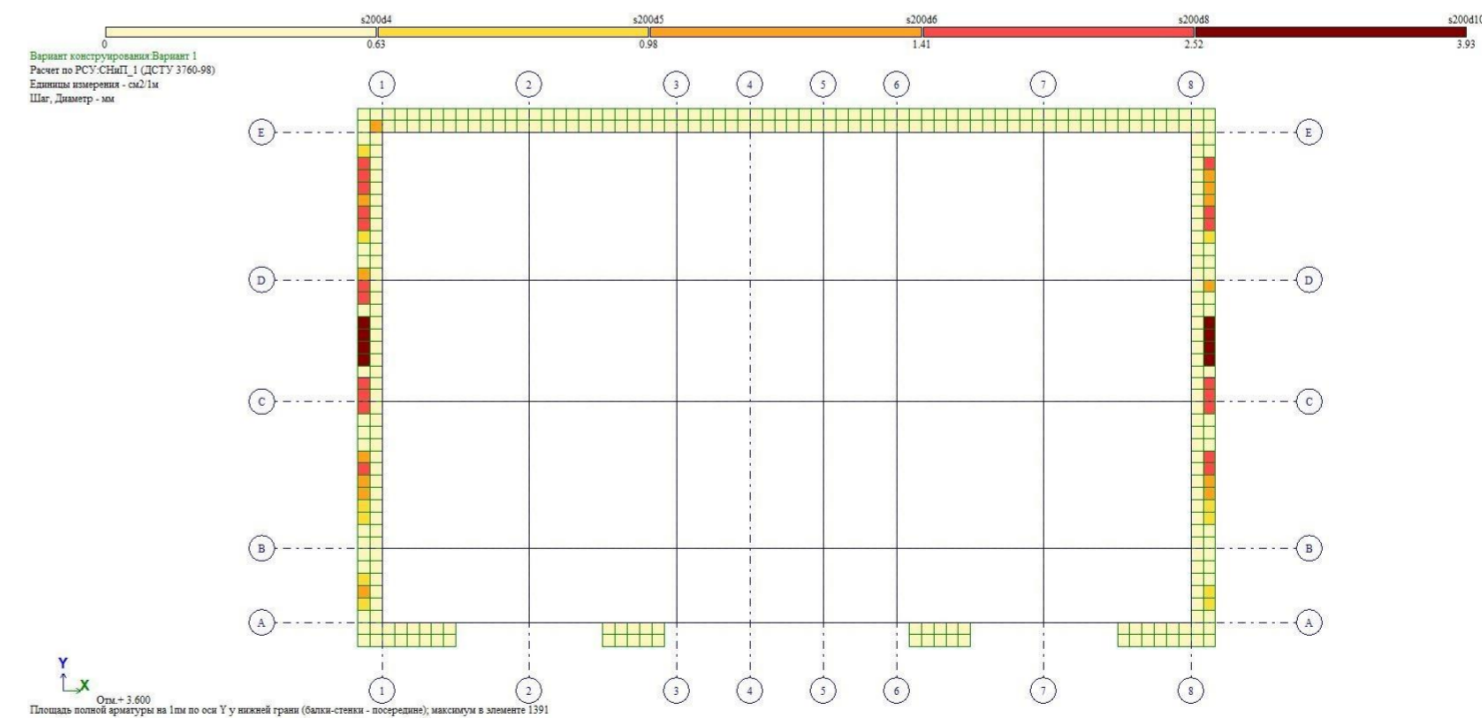 s200d4 s200d5 s200d6 s200d8 s200d10
0 0.63 0.98 1.41 2.52 3.93
Вариант конструирования:Вариант 1
Расчет по РСУ:СНиП_1 (ДСТУ 3760-98)
Единицы измерения - см2/1м
Шаг, Диаметр - мм
1 2 3 4 5 6 7 8
E E
D D
C C
B B
A A
1 2 3 4 5 6 7 8
Y
X
Отм.+ 3.600
Площадь полной арматуры на 1пм по оси Y у нижней грани (балки-стенки - посередине); максимум в элементе 1391